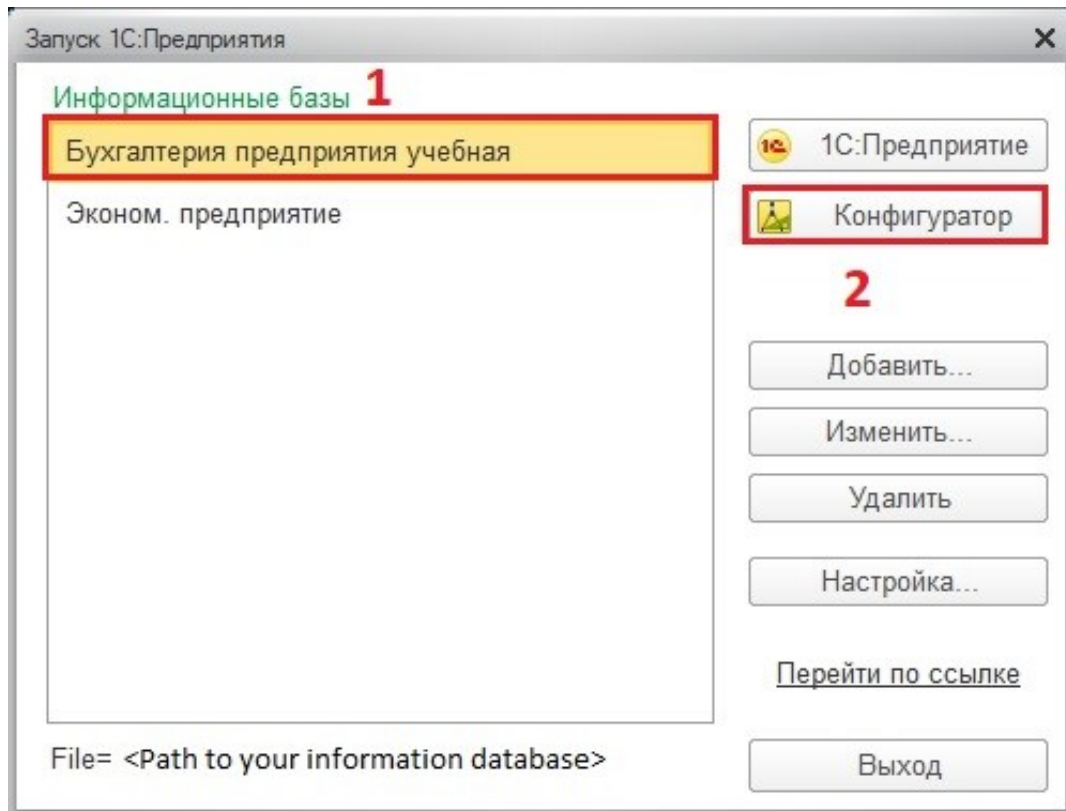 Запуск 1С:Предприятия
Информационные базы 1
Бухгалтерия предприятия учебная
Эконом. предприятие
1С 1С:Предприятие
Конфигуратор
2
Добавить...
Изменить...
Удалить
Настройка...
Перейти по ссылке
File= <Path to your information database>
Выход